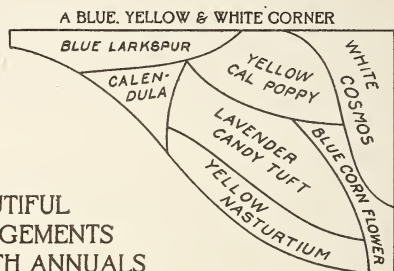 A BLUE, YELLOW & WHITE CORNER
BLUE LARKSPUR
CALEN-
DULA
YELLOW
CAL POPPY
WHITE
COSMOS
LAVENDER
CANDY TUFT
BLUE CORN FLOWER
YELLOW
NASTURTIUM
UTIFUL
GEMENTS
TH ANNUALS